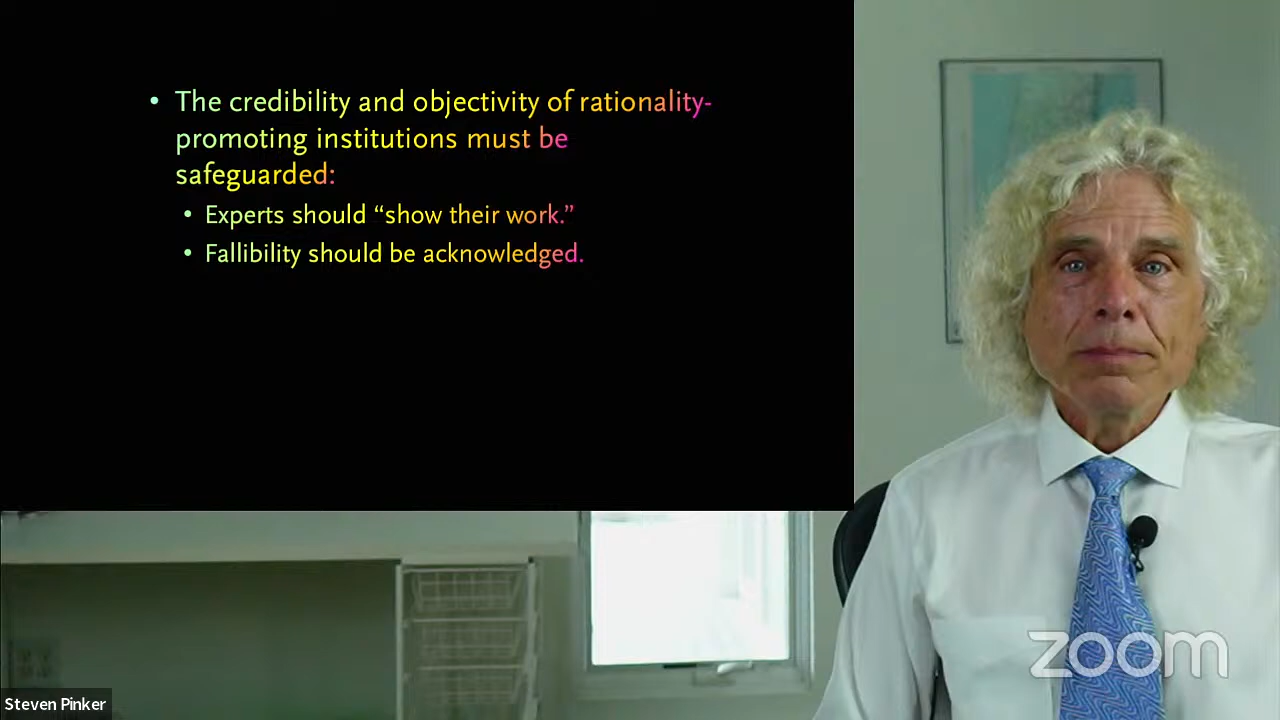 • The credibility and objectivity of rationality-
promoting institutions must be
safeguarded:
• Experts should “show their work.”
• Fallibility should be acknowledged.
zoom
Steven Pinker